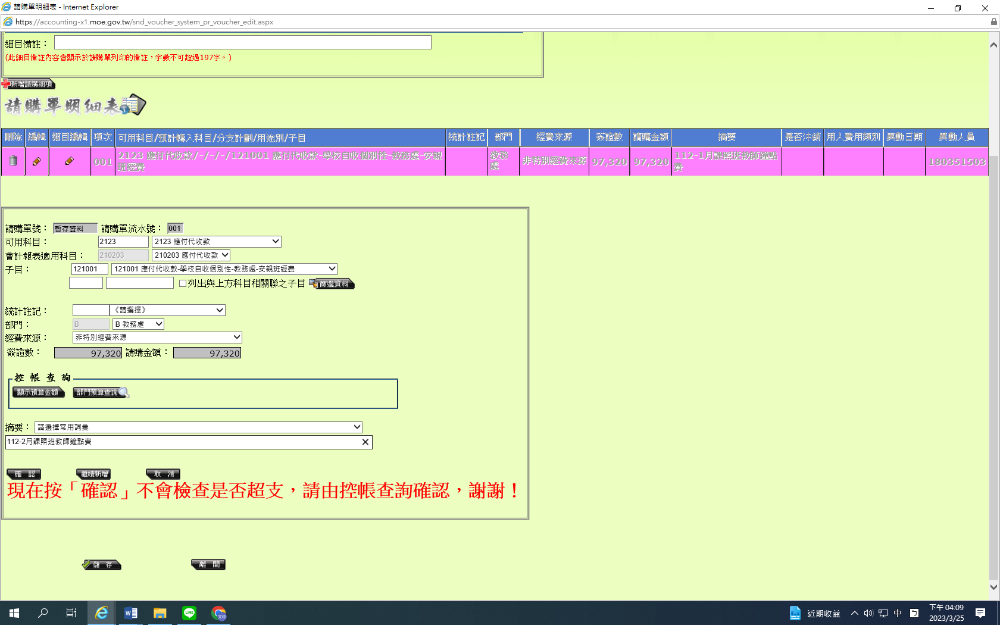 請購單明細表 - Internet Explorer
https://accounting-x1.moe.gov.tw/snd_voucher_system_pr_voucher_edit.aspx
細目備註：
(此細目備註內容會顯示於請購單列印的備註，字數不可超過197字。)
新增請購細項
請購單明細表
刪除 編輯 細目編輯 項次 可用科目/預計轉入科目/分支計劃/用途別/子目 統計註記 部門 經費來源 簽證數 請購金額 摘要 是否沖銷 用人費用類別 異動日期 異動人員
001 2123 應付代收款/-/-/-/121001 應付代收款-學校自收個別性-教務處-安親班經費 教務處 非特別經費來源 97,320 97,320 112-1月課照班教師鐘點費 180351503
請購單號： 暫存資料 請購單流水號： 001
可用科目： 2123 2123 應付代收款
會計報表適用科目： 210203 210203 應付代收款
子目： 121001 121001 應付代收款-學校自收個別性-教務處-安親班經費
列出與上方科目相關聯之子目 篩選資料
統計註記： 《請選擇》
部門： B B 教務處
經費來源： 非特別經費來源
簽證數： 97,320 請購金額： 97,320
控 帳 查 詢
顯示預算金額 部門預算查詢
摘要： 請選擇常用詞彙
112-2月課照班教師鐘點費
確 認 繼續新增 取 消
現在按「確認」不會檢查是否超支，請由控帳查詢確認，謝謝！
儲 存 離 開
近期收益 中 下午 04:09
2023/3/25